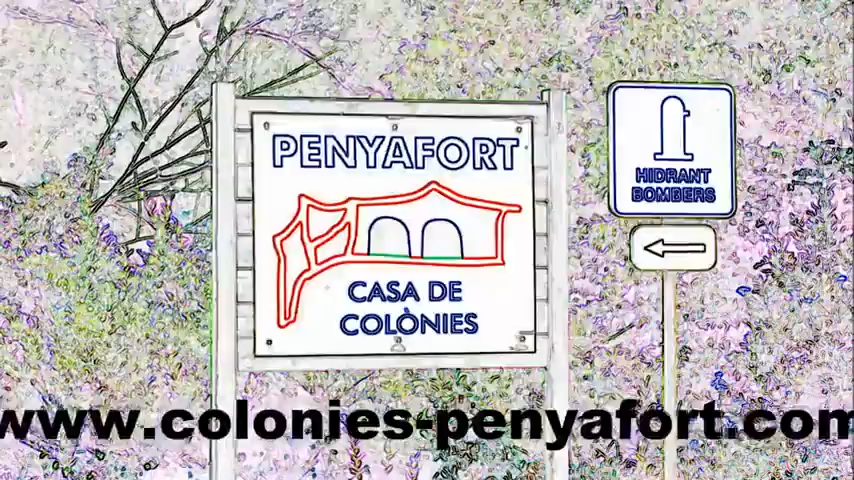 PENYAFORT
CASA DE
COLÒNIES
HIDRANT
BOMBERS
www.colonies-penyafort.com